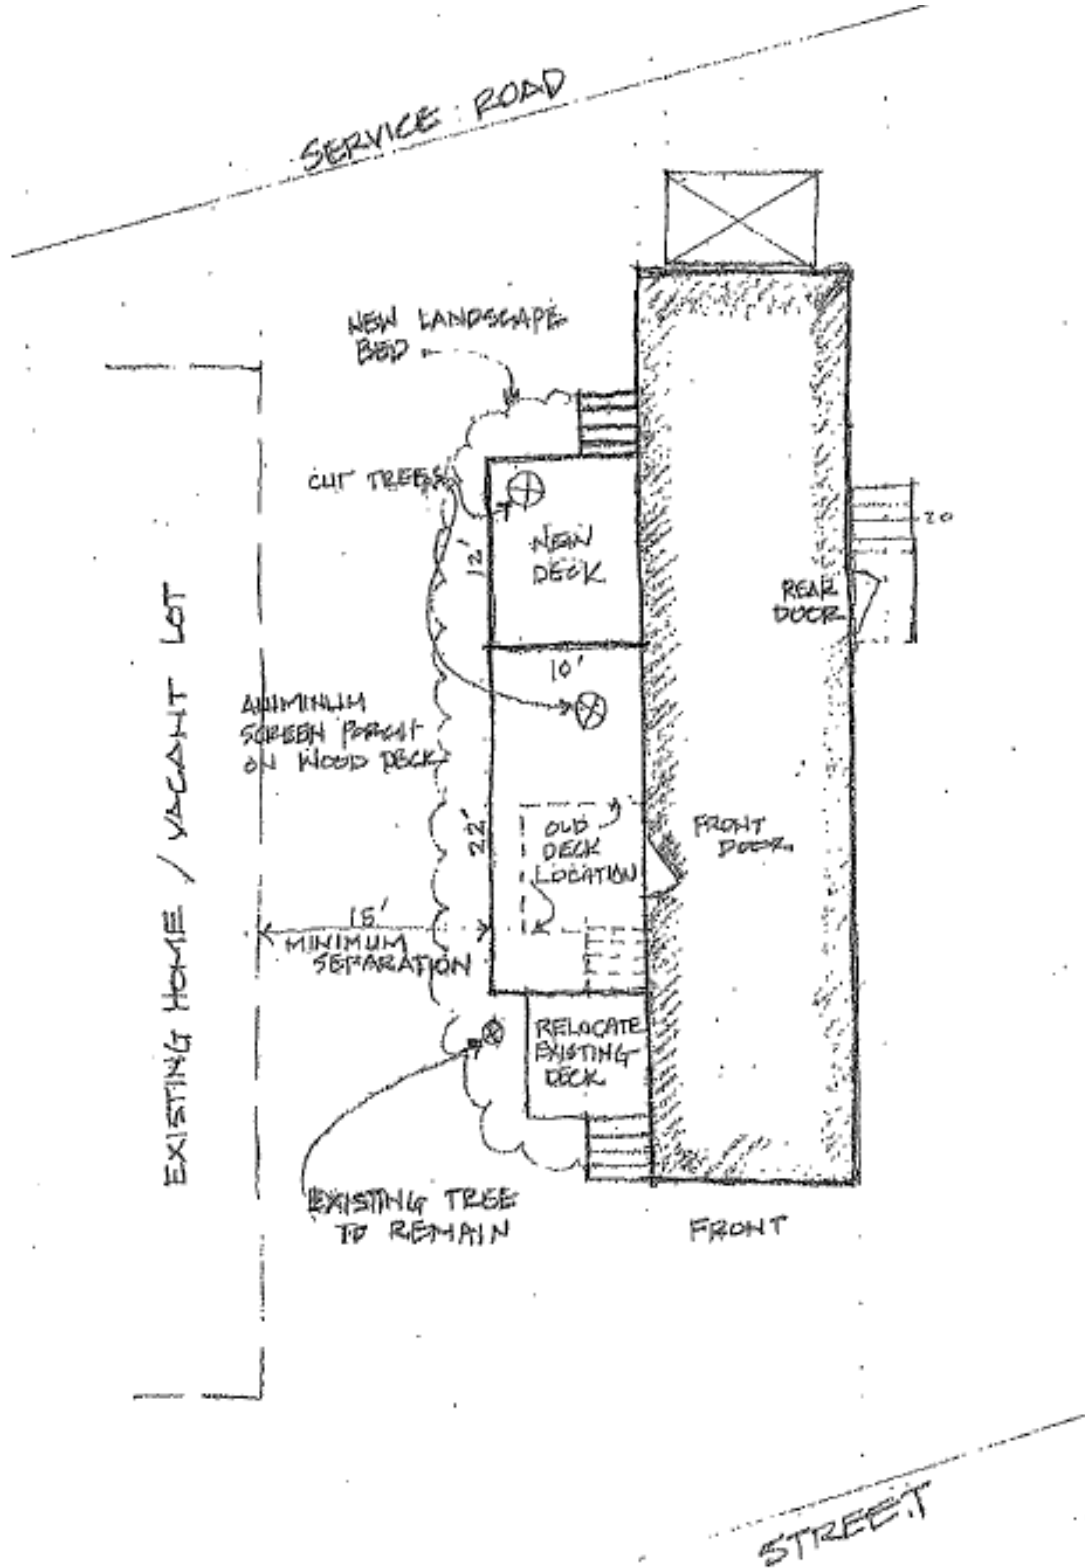 SERVICE ROAD
NEW LANDSCAPE
BED
CUT TREES
12'
NEW
DECK
20
REAR
DOOR
10'
EXISTING HOME / VACANT LOT
ALUMINUM
SCREEN PORCH
ON WOOD DECK
22'
OLD
DECK
LOCATION
FRONT
DOOR
15'
MINIMUM
SEPARATION
RELOCATE
EXISTING
DECK
EXISTING TREE
TO REMAIN
FRONT
STREET